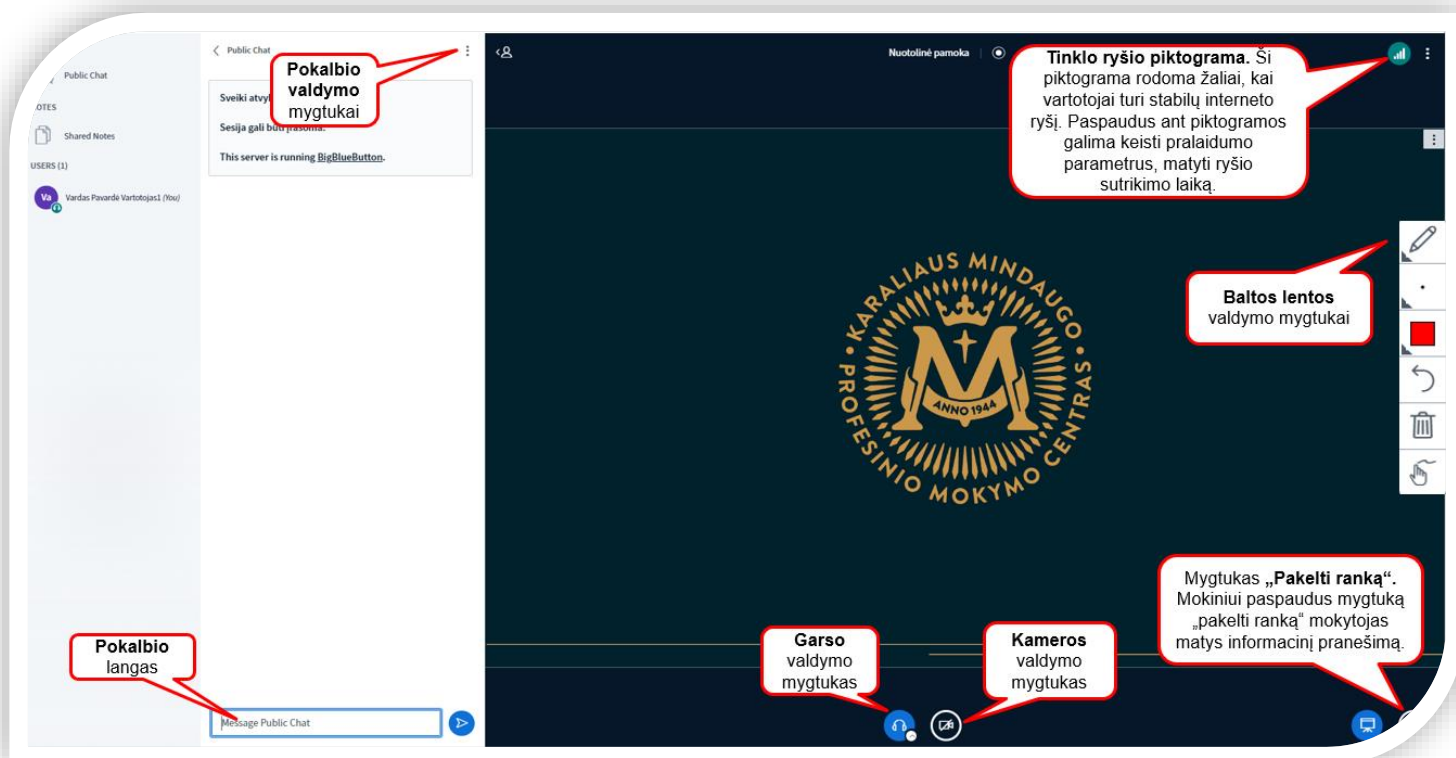 Public Chat
OTES
Shared Notes
USERS (1)
Va
Vardas Pavardė Vartotojas1 (You)
Public Chat
Pokalbio
valdymo
mygtukai
Sveiki
Sesija gali būti įrašoma.
This server is running BigBlueButton.
Pokalbio
langas
Message Public Chat
Nuotolinė pamoka
Tinklo ryšio piktograma. Ši
piktograma rodoma žaliai, kai
vartotojai turi stabilų interneto
ryšį. Paspaudus ant piktogramos
galima keisti pralaidumo
parametrus, matyti ryšio
sutrikimo laiką.
Baltos lentos
valdymo mygtukai
KARALIAUS MINDAUGO
PROFESINIO MOKYMO CENTRAS
M
ANNO 1944
Mygtukas „Pakelti ranką“.
Mokiniui paspaudus mygtuką
„pakelti ranką“ mokytojas
matys informacinį pranešimą.
Garso
valdymo
mygtukas
Kameros
valdymo
mygtukas